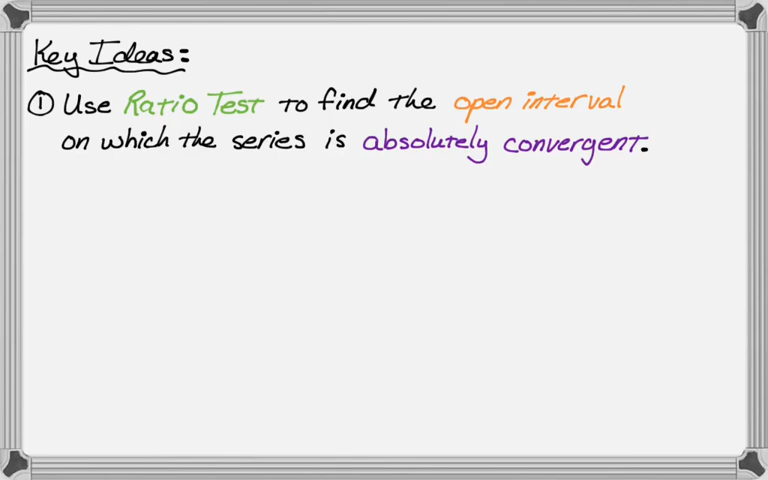 Key Ideas:
① Use Ratio Test to find the open interval
on which the series is absolutely convergent.